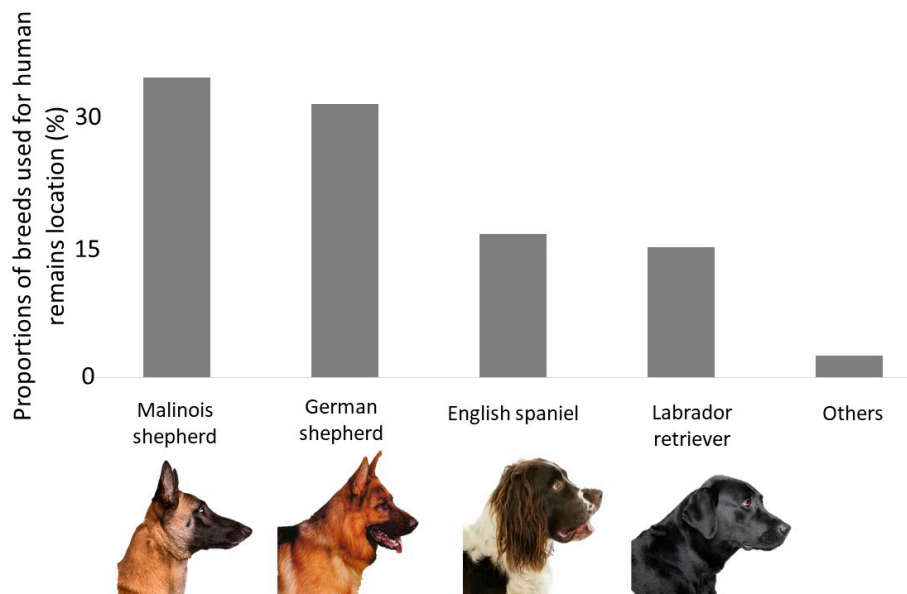 Proportions of breeds used for human
remains location (%)
30
15
0
Malinois
shepherd
German
shepherd
English spaniel
Labrador
retriever
Others